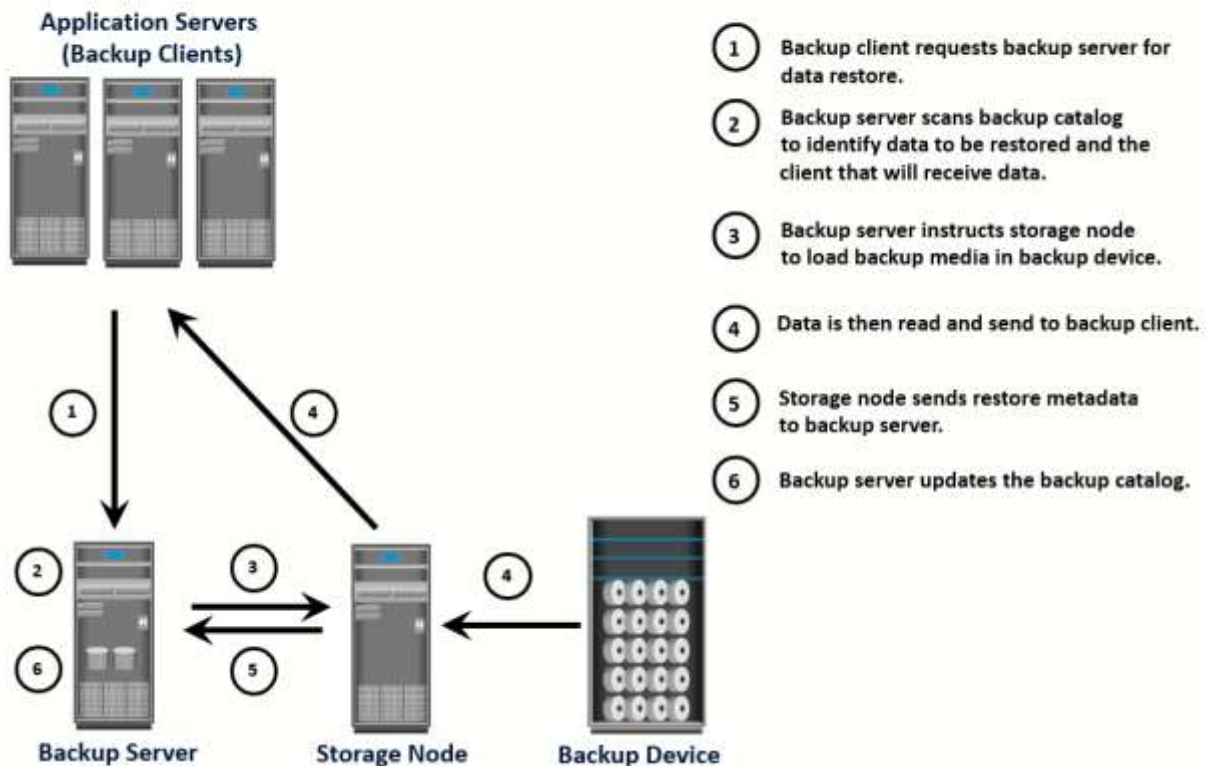 Application Servers
(Backup Clients)
1
Backup client requests backup server for
data restore.
2
Backup server scans backup catalog
to identify data to be restored and the
client that will receive data.
3
Backup server instructs storage node
to load backup media in backup device.
4
Data is then read and send to backup client.
5
Storage node sends restore metadata
to backup server.
6
Backup server updates the backup catalog.
1
4
2
3
4
6
5
Backup Server
Storage Node
Backup Device